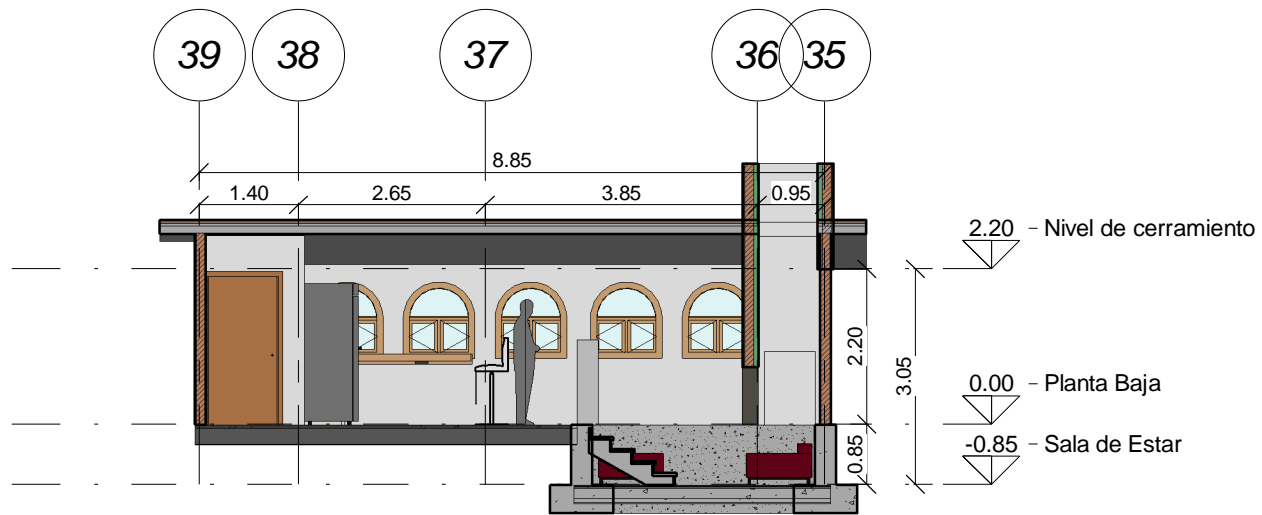 39 38 37 36 35
8.85
1.40 2.65 3.85 0.95
2.20 Nivel de cerramiento
2.20
3.05
0.00 Planta Baja
0.85
-0.85 Sala de Estar